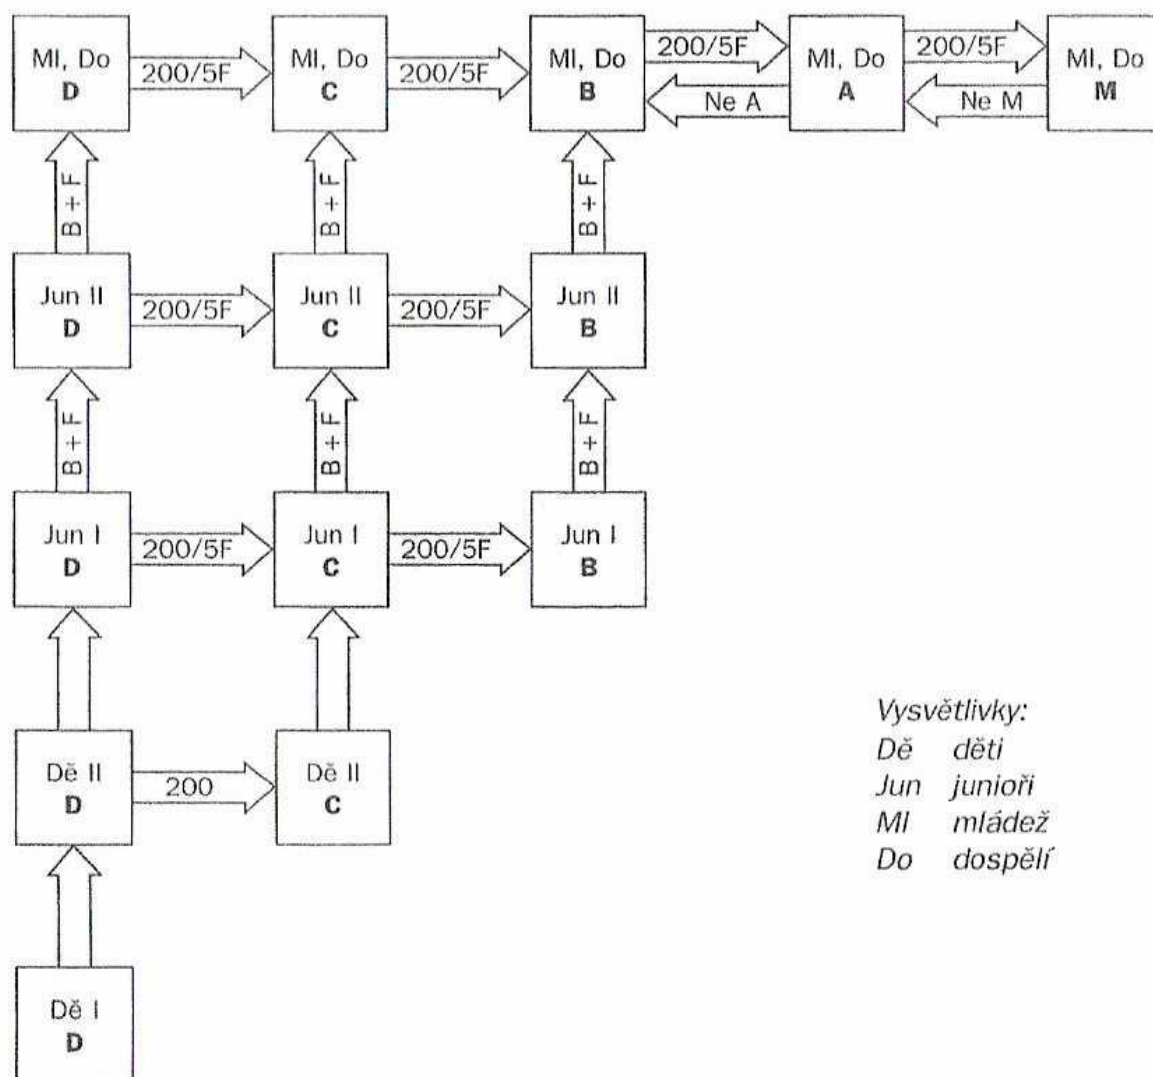 Ml, Do
D
200/5F
Ml, Do
C
200/5F
Ml, Do
B
200/5F
Ne A
Ml, Do
A
200/5F
Ne M
Ml, Do
M
B + F
B + F
B + F
Jun II
D
200/5F
Jun II
C
200/5F
Jun II
B
B + F
B + F
B + F
Jun I
D
200/5F
Jun I
C
200/5F
Jun I
B
Dě II
D
200
Dě II
C
Dě I
D
Vysvětlivky:
Dě děti
Jun junioři
Ml mládež
Do dospělí